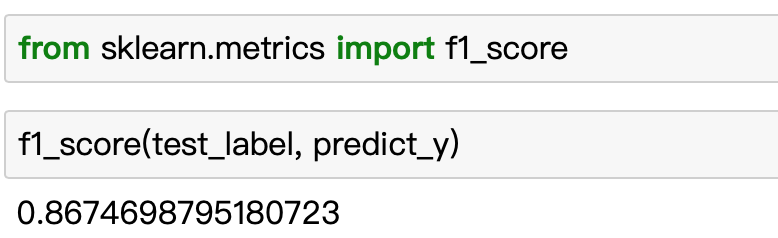 from sklearn.metrics import f1_score
f1_score(test_label, predict_y)
0.8674698795180723